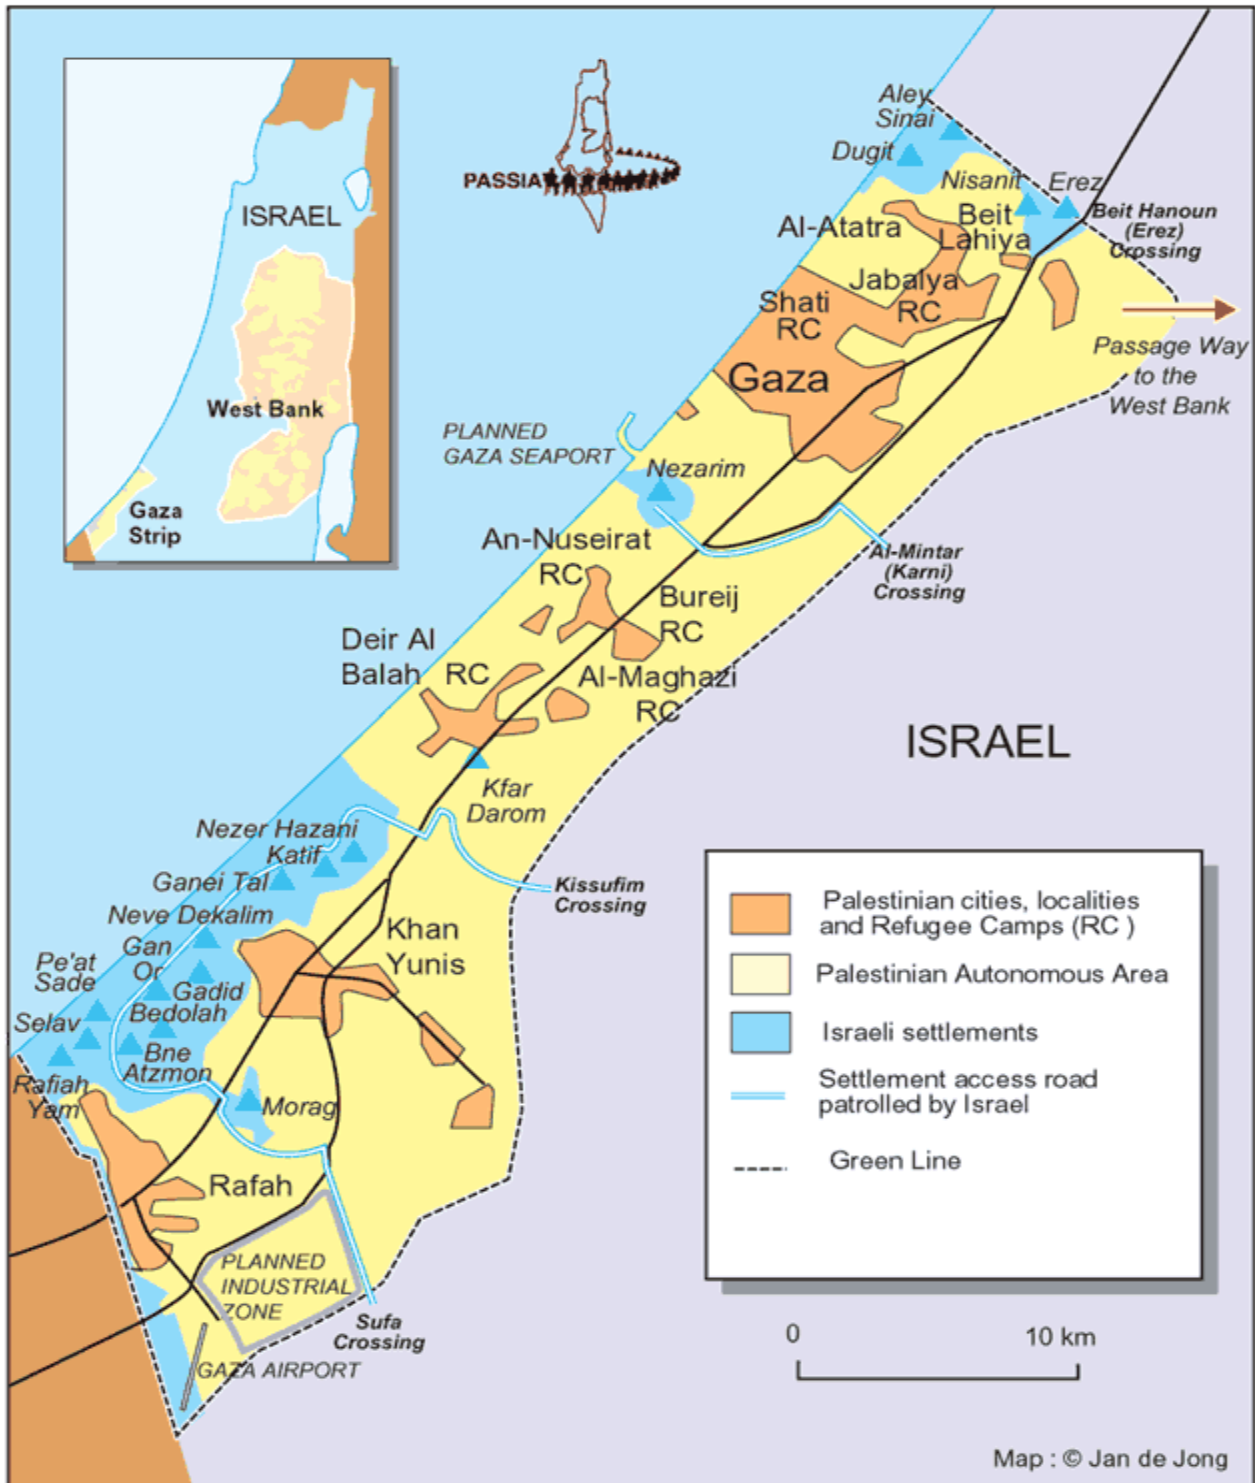 ISRAEL
West Bank
Gaza
Strip
PASSIA
Aley
Sinai
Dugit
Nisanit
Erez
Beit Hanoun
(Erez)
Crossing
Al-Atatra
Beit
Lahiya
Jabalya
RC
Shati
RC
Gaza
Passage Way
to the
West Bank
PLANNED
GAZA SEAPORT
Nezarim
An-Nuseirat
RC
Al-Mintar
(Karni)
Crossing
Bureij
RC
Deir Al
Balah RC
Al-Maghazi
RC
ISRAEL
Kfar
Darom
Nezer Hazani
Katif
Ganei Tal
Kissufim
Crossing
Neve Dekalim
Gan
Or
Khan
Yunis
Pe'at
Sade
Gadid
Bedolah
Selav
Bne
Atzmon
Rafiah
Yam
Morag
Rafah
PLANNED
INDUSTRIAL
ZONE
Sufa
Crossing
GAZA AIRPORT
Palestinian cities, localities
and Refugee Camps (RC )
Palestinian Autonomous Area
Israeli settlements
Settlement access road
patrolled by Israel
Green Line
0 10 km
Map : © Jan de Jong